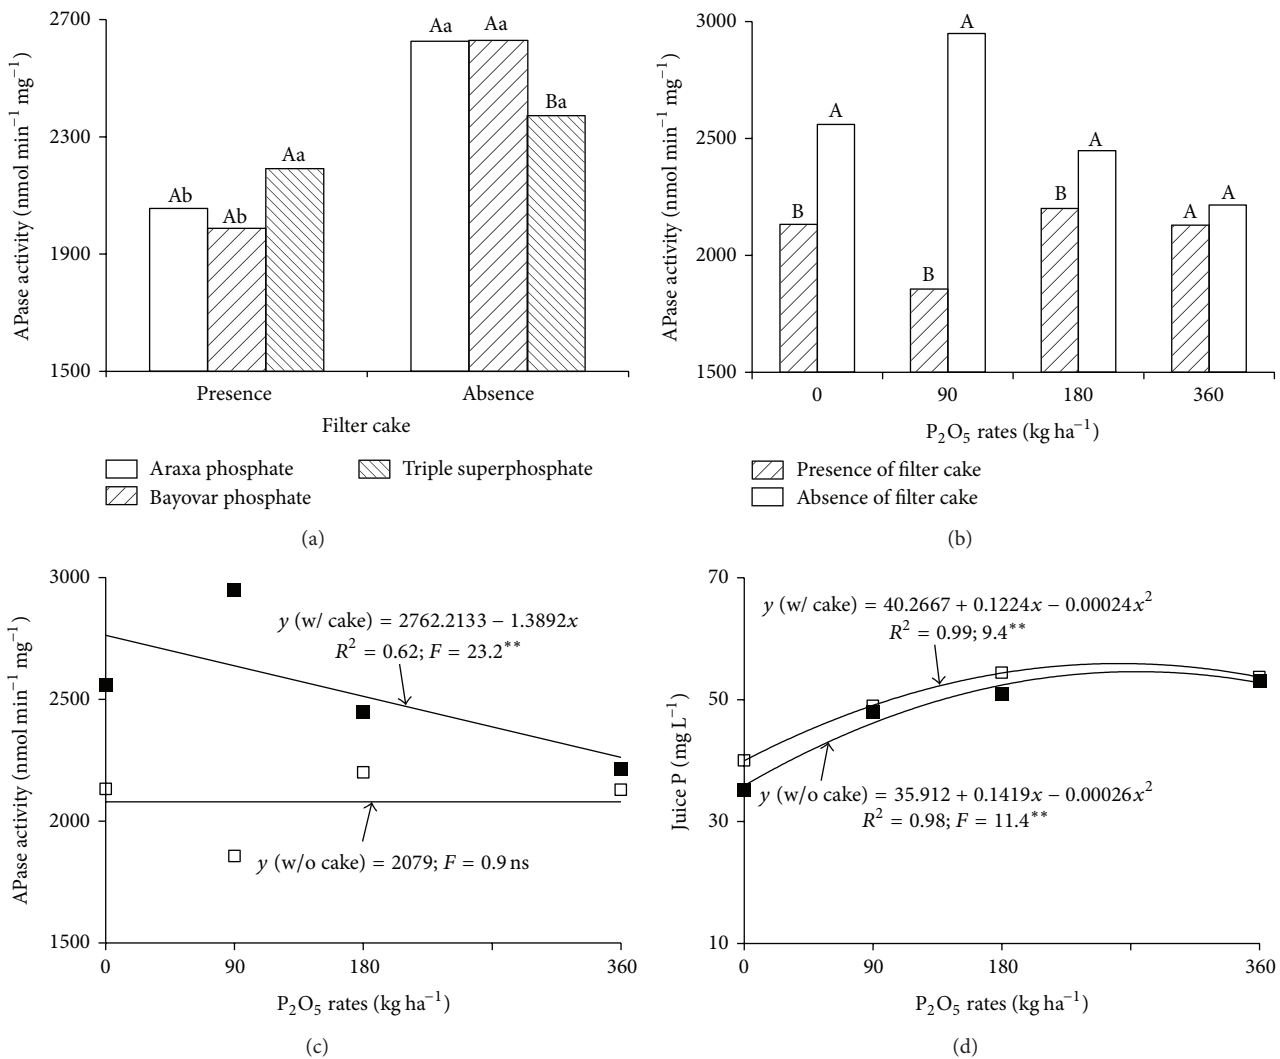 APase activity (nmol min⁻¹ mg⁻¹)
2700
2300
1900
1500
Ab
Ab
Aa
Aa
Aa
Ba
Presence
Absence
Filter cake
Araxa phosphate
Triple superphosphate
Bayovar phosphate
(a)
APase activity (nmol min⁻¹ mg⁻¹)
3000
2500
2000
1500
B
A
B
A
B
A
A
A
0
90
180
360
P₂O₅ rates (kg ha⁻¹)
Presence of filter cake
Absence of filter cake
(b)
APase activity (nmol min⁻¹ mg⁻¹)
3000
2500
2000
1500
y (w/ cake) = 2762.2133 − 1.3892x
R² = 0.62; F = 23.2**
y (w/o cake) = 2079; F = 0.9 ns
0
90
180
360
P₂O₅ rates (kg ha⁻¹)
(c)
Juice P (mg L⁻¹)
70
50
30
10
y (w/ cake) = 40.2667 + 0.1224x − 0.00024x²
R² = 0.99; 9.4**
y (w/o cake) = 35.912 + 0.1419x − 0.00026x²
R² = 0.98; F = 11.4**
0
90
180
360
P₂O₅ rates (kg ha⁻¹)
(d)